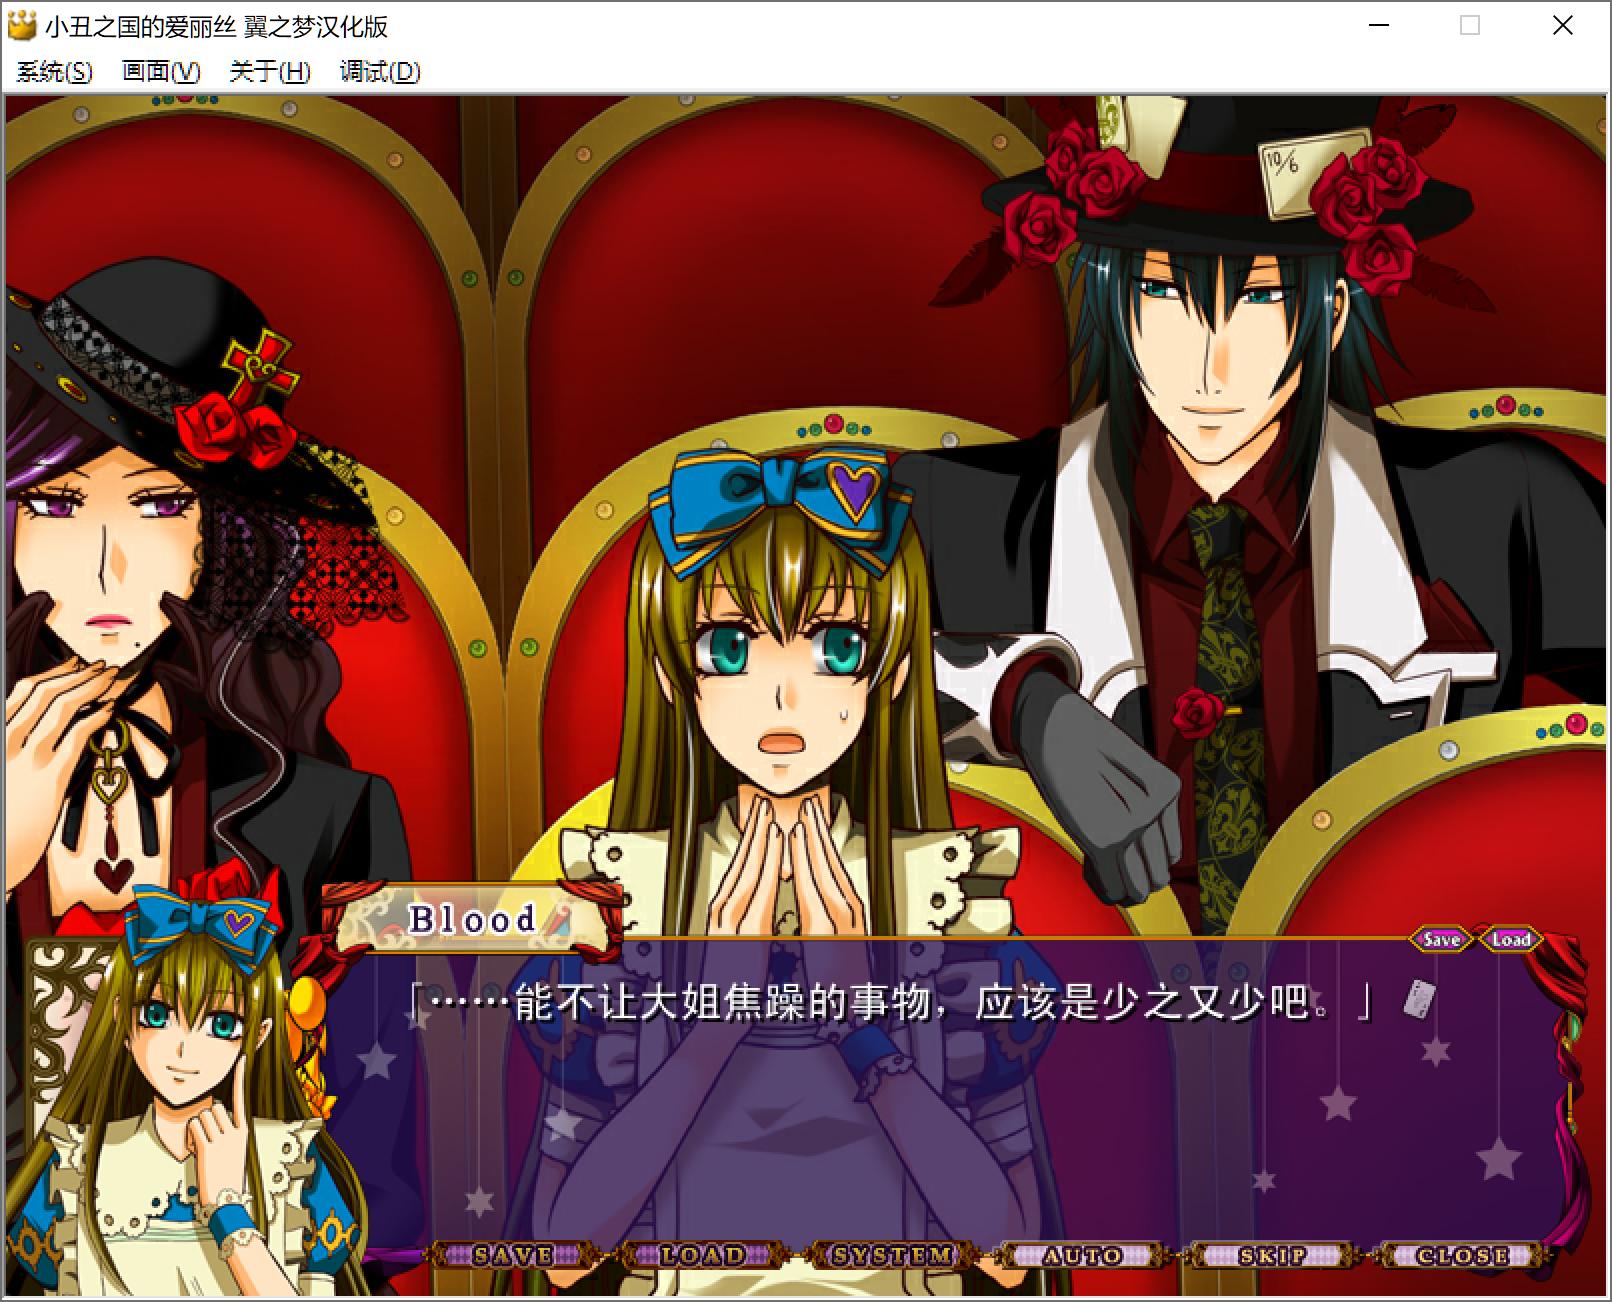 小丑之国的爱丽丝 翼之梦汉化版
系统(S) 画面(V) 关于(H) 调试(D)
10/6
Blood
Save Load
「……能不让大姐焦躁的事物，应该是少之又少吧。」
SAVE LOAD SYSTEM AUTO SKIP CLOSE